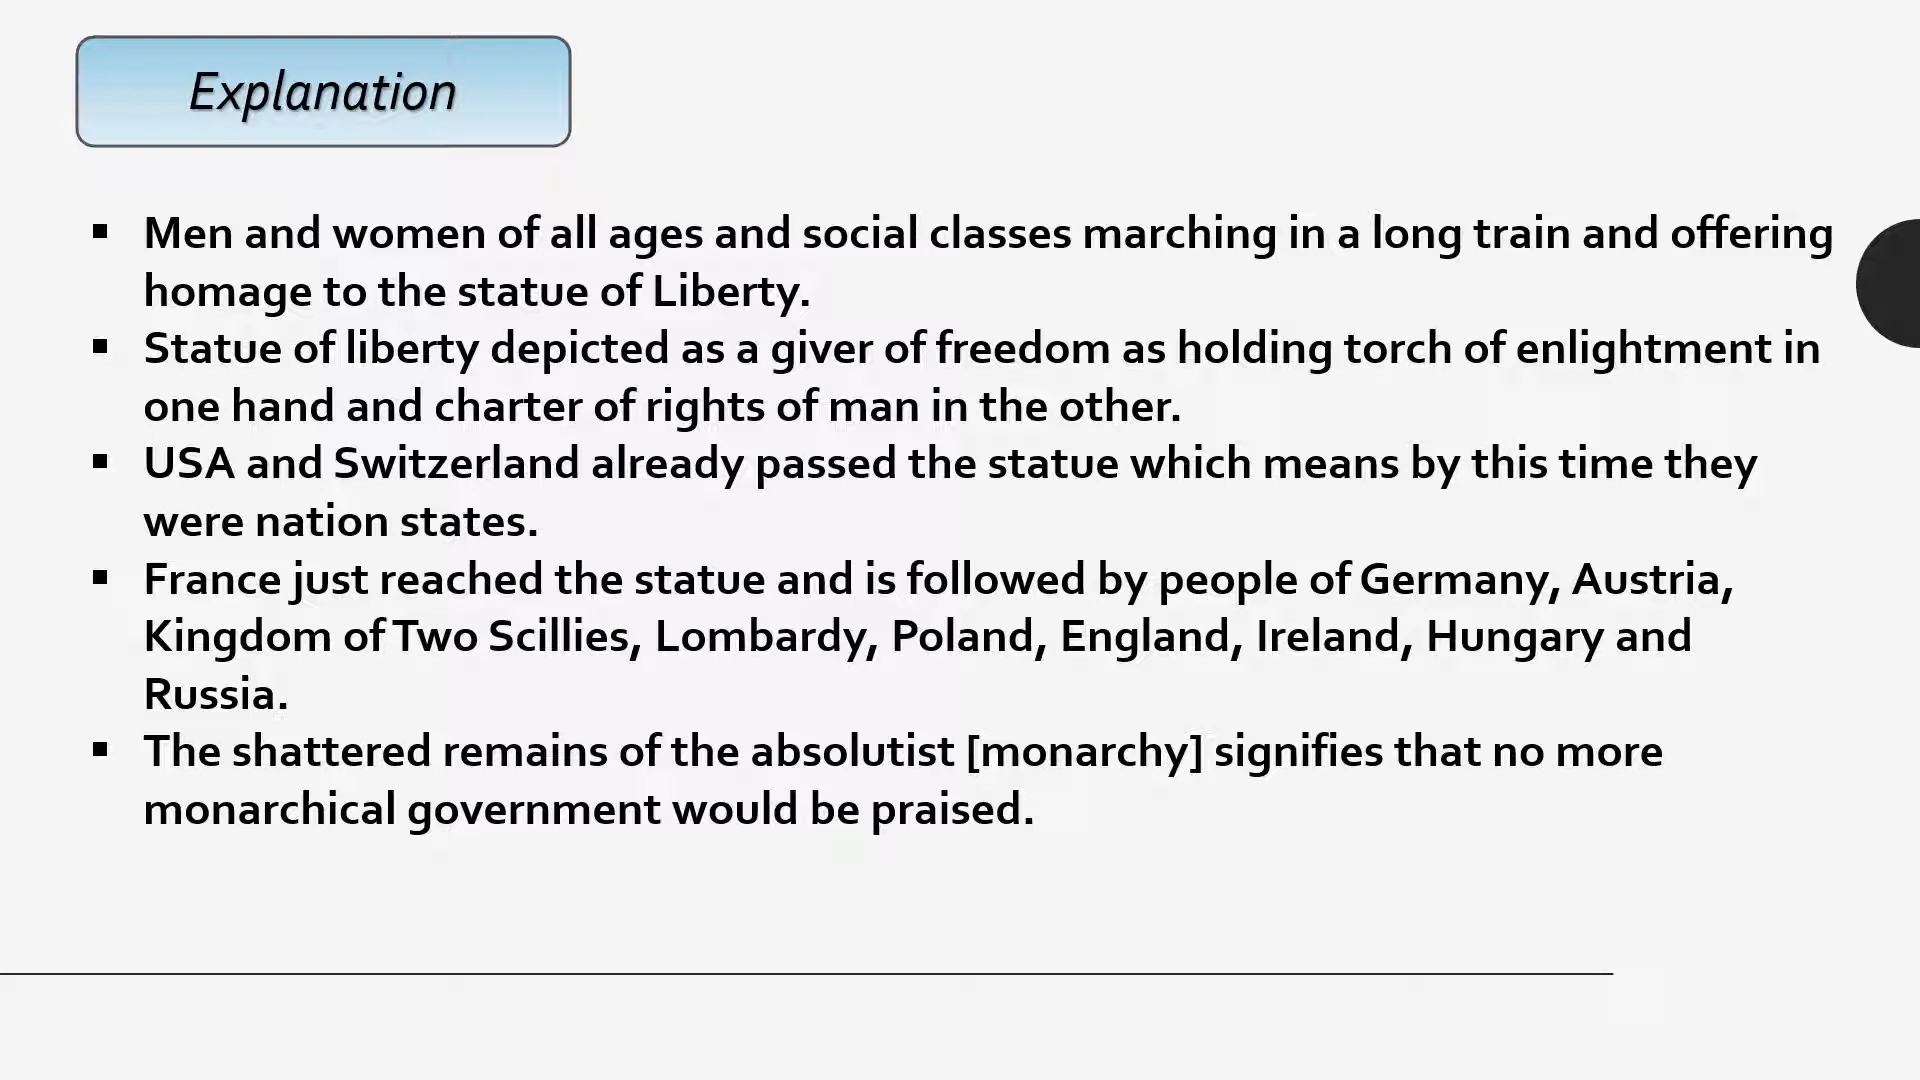 Explanation
▪ Men and women of all ages and social classes marching in a long train and offering
homage to the statue of Liberty.
▪ Statue of liberty depicted as a giver of freedom as holding torch of enlightment in
one hand and charter of rights of man in the other.
▪ USA and Switzerland already passed the statue which means by this time they
were nation states.
▪ France just reached the statue and is followed by people of Germany, Austria,
Kingdom of Two Scillies, Lombardy, Poland, England, Ireland, Hungary and
Russia.
▪ The shattered remains of the absolutist [monarchy] signifies that no more
monarchical government would be praised.